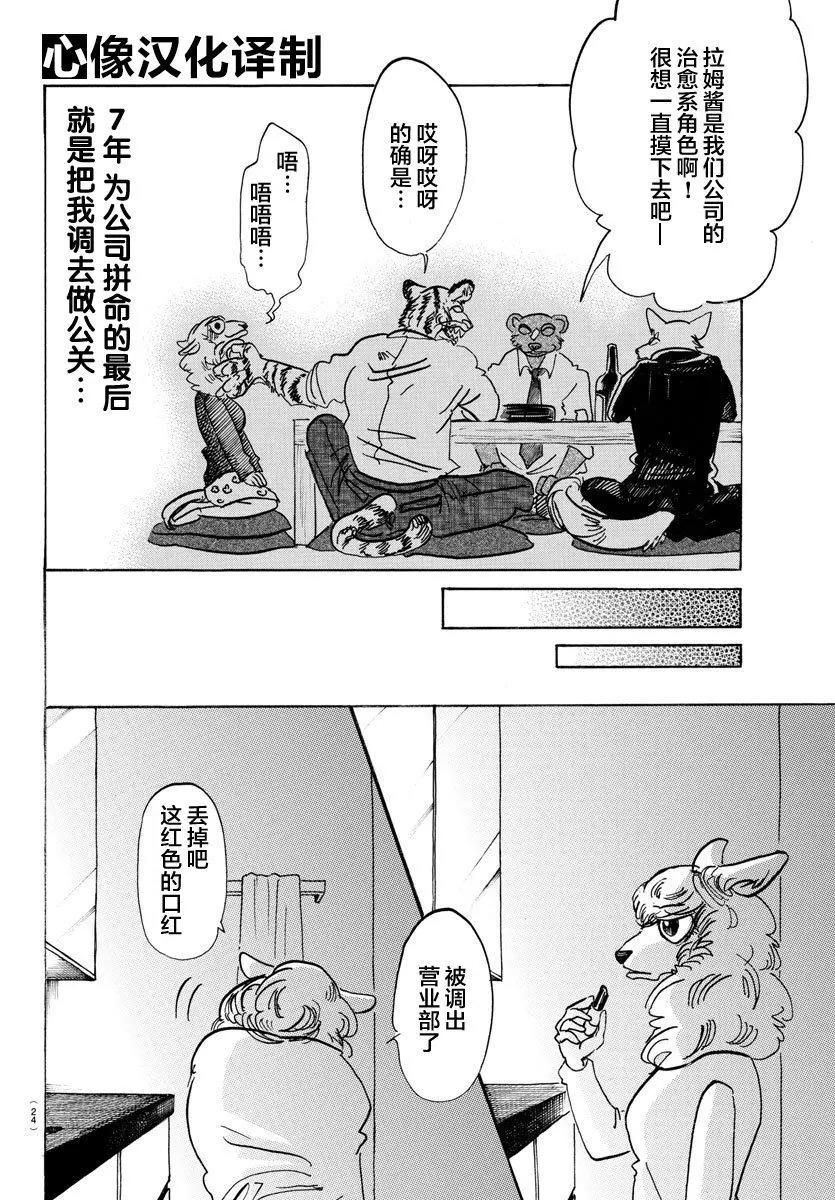 心像汉化译制
拉姆酱是我们公司的
治愈系角色啊！
很想一直摸下去吧—
哎呀哎呀
的确是…
唔…
唔唔唔…
7年 为公司拼命的最后
就是把我调去做公关…
被调出
营业部了
丢掉吧
这红色的口红
（24）